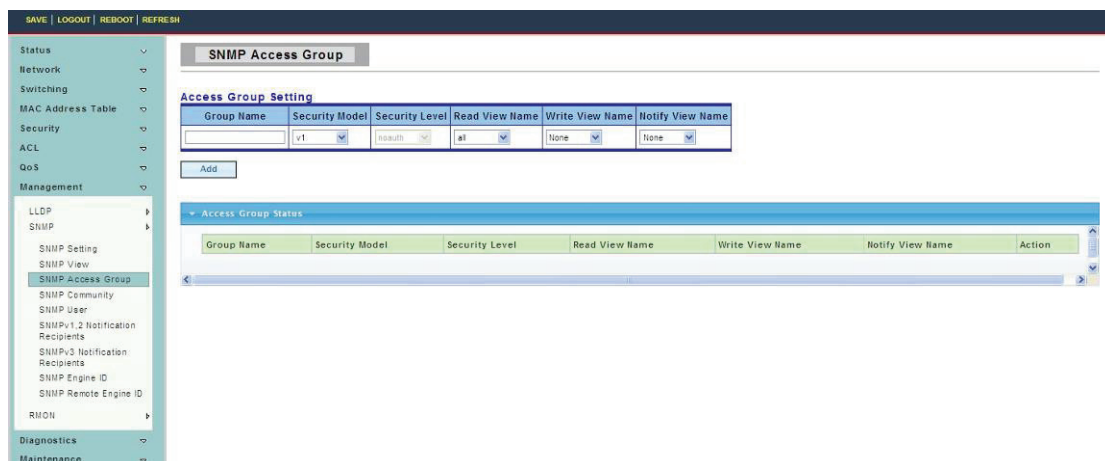 SAVE | LOGOUT | REBOOT | REFRESH
Status
Network
Switching
MAC Address Table
Security
ACL
QoS
Management
LLDP
SNMP
SNMP Setting
SNMP View
SNMP Access Group
SNMP Community
SNMP User
SNMPv1,2 Notification
Recipients
SNMPv3 Notification
Recipients
SNMP Engine ID
SNMP Remote Engine ID
RMON
Diagnostics
Maintenance
SNMP Access Group
Access Group Setting
Group Name Security Model Security Level Read View Name Write View Name Notify View Name
v1 noauth all None None
Add
Access Group Status
Group Name Security Model Security Level Read View Name Write View Name Notify View Name Action